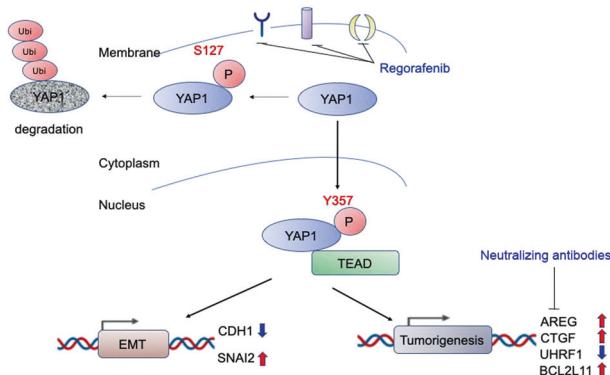 Ubi
Ubi
Ubi
YAP1
degradation
Membrane
S127
P
YAP1
YAP1
Regorafenib
Cytoplasm
Nucleus
Y357
P
YAP1
TEAD
Neutralizing antibodies
EMT
CDH1
SNAI2
Tumorigenesis
AREG
CTGF
UHRF1
BCL2L11